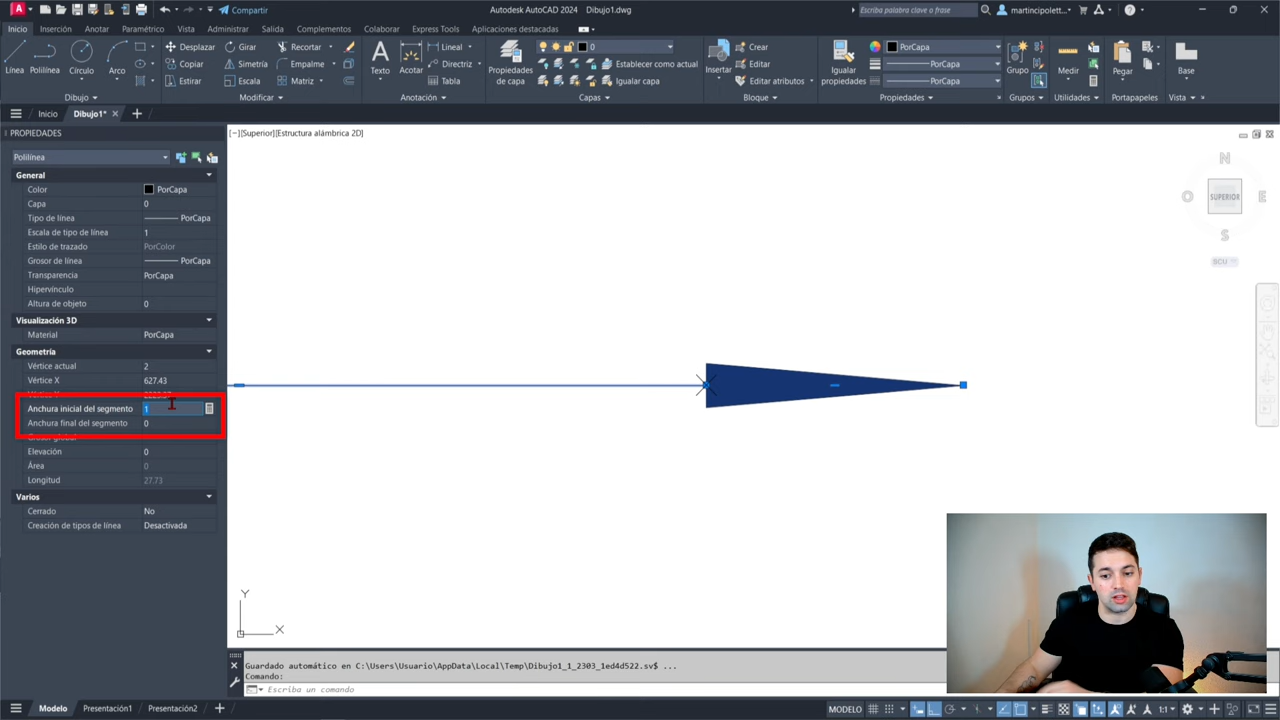 Compartir
Autodesk AutoCAD 2024 Dibujo1.dwg
Escriba palabra clave o frase
martincipolett...
Inicio Inserción Anotar Paramétrico Vista Administrar Salida Complementos Colaborar Express Tools Aplicaciones destacadas
Línea Polilínea Círculo Arco
Desplazar Girar Recortar
Copiar Simetría Empalme
Estirar Escala Matriz
Texto Acotar
Lineal
Directriz
Tabla
Propiedades de capa
0
Establecer como actual
Igualar capa
Insertar
Crear
Editar
Editar atributos
Igualar propiedades
PorCapa
PorCapa
PorCapa
Grupo Medir Pegar Base
Dibujo Modificar Anotación Capas Bloque Propiedades Grupos Utilidades Portapapeles Vista
Inicio Dibujo1*
PROPIEDADES
[−][Superior][Estructura alámbrica 2D]
Polilínea
General
Color PorCapa
Capa 0
Tipo de línea PorCapa
Escala de tipo de línea 1
Estilo de trazado PorColor
Grosor de línea PorCapa
Transparencia PorCapa
Hipervínculo
Altura de objeto 0
Visualización 3D
Material PorCapa
Geometría
Vértice actual 2
Vértice X 627.43
Anchura inicial del segmento 1
Anchura final del segmento 0
Elevación 0
Área 0
Longitud 27.73
Varios
Cerrado No
Creación de tipos de línea Desactivada
N
O SUPERIOR E
S
SCU
Y
X
Guardado automático en C:\Users\Usuario\AppData\Local\Temp\Dibujo1_1_2303_1ed4d522.sv$ ...
Comando:
Escriba un comando
Modelo Presentación1 Presentación2
MODELO
1:1